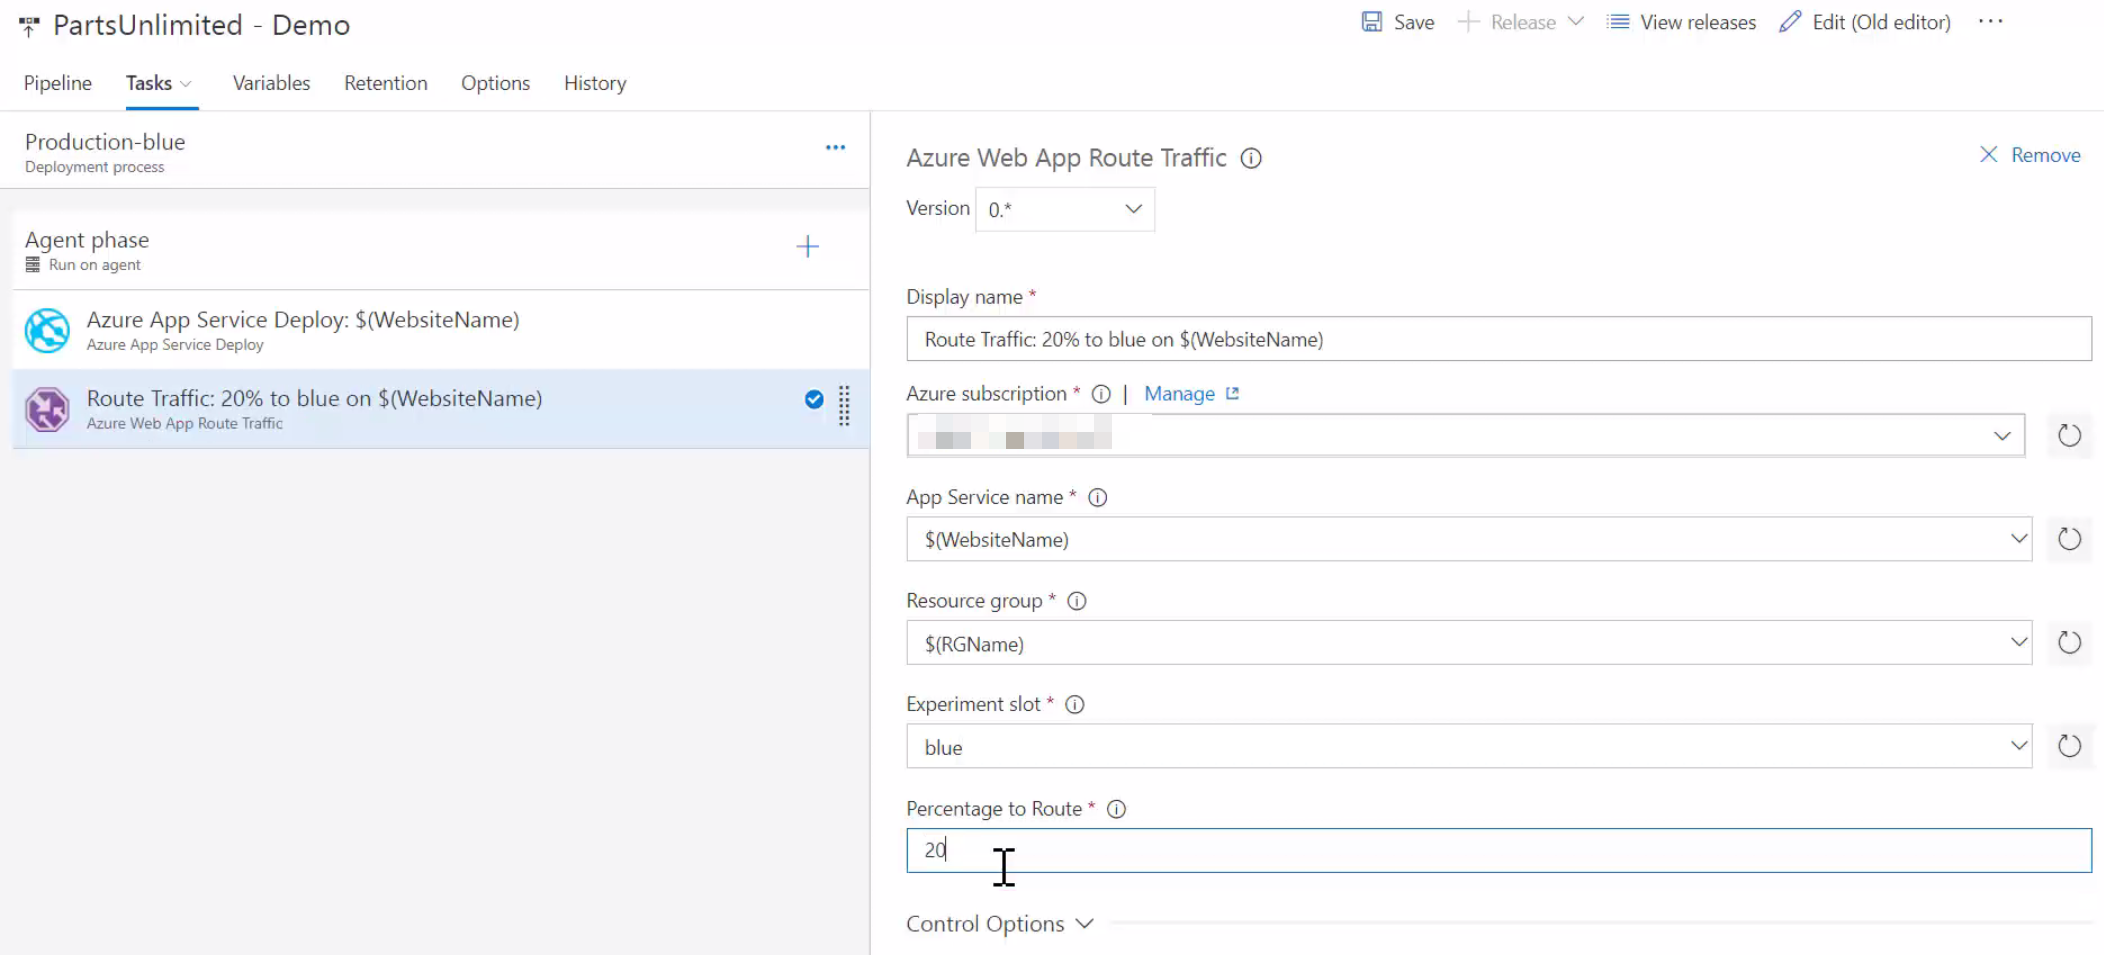 PartsUnlimited - Demo
Save
Release
View releases
Edit (Old editor)
Pipeline
Tasks
Variables
Retention
Options
History
Production-blue
Deployment process
Agent phase
Run on agent
Azure App Service Deploy: $(WebsiteName)
Azure App Service Deploy
Route Traffic: 20% to blue on $(WebsiteName)
Azure Web App Route Traffic
Azure Web App Route Traffic
Remove
Version 0.*
Display name *
Route Traffic: 20% to blue on $(WebsiteName)
Azure subscription * | Manage
App Service name *
$(WebsiteName)
Resource group *
$(RGName)
Experiment slot *
blue
Percentage to Route *
20
Control Options